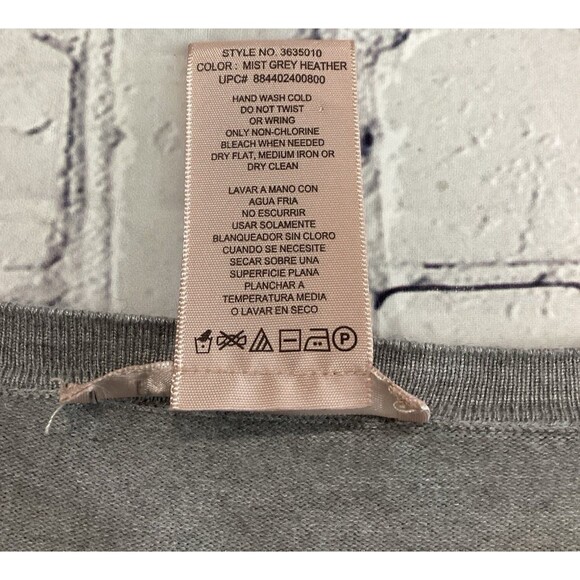 STYLE NO. 3635010
COLOR : MIST GREY HEATHER
UPC# 884402400800
HAND WASH COLD
DO NOT TWIST
OR WRING
ONLY NON-CHLORINE
BLEACH WHEN NEEDED
DRY FLAT, MEDIUM IRON OR
DRY CLEAN
LAVAR A MANO CON
AGUA FRIA
NO ESCURRIR
USAR SOLAMENTE
BLANQUEADOR SIN CLORO
CUANDO SE NECESITE
SECAR SOBRE UNA
SUPERFICIE PLANA
PLANCHAR A
TEMPERATURA MEDIA
O LAVAR EN SECO
P